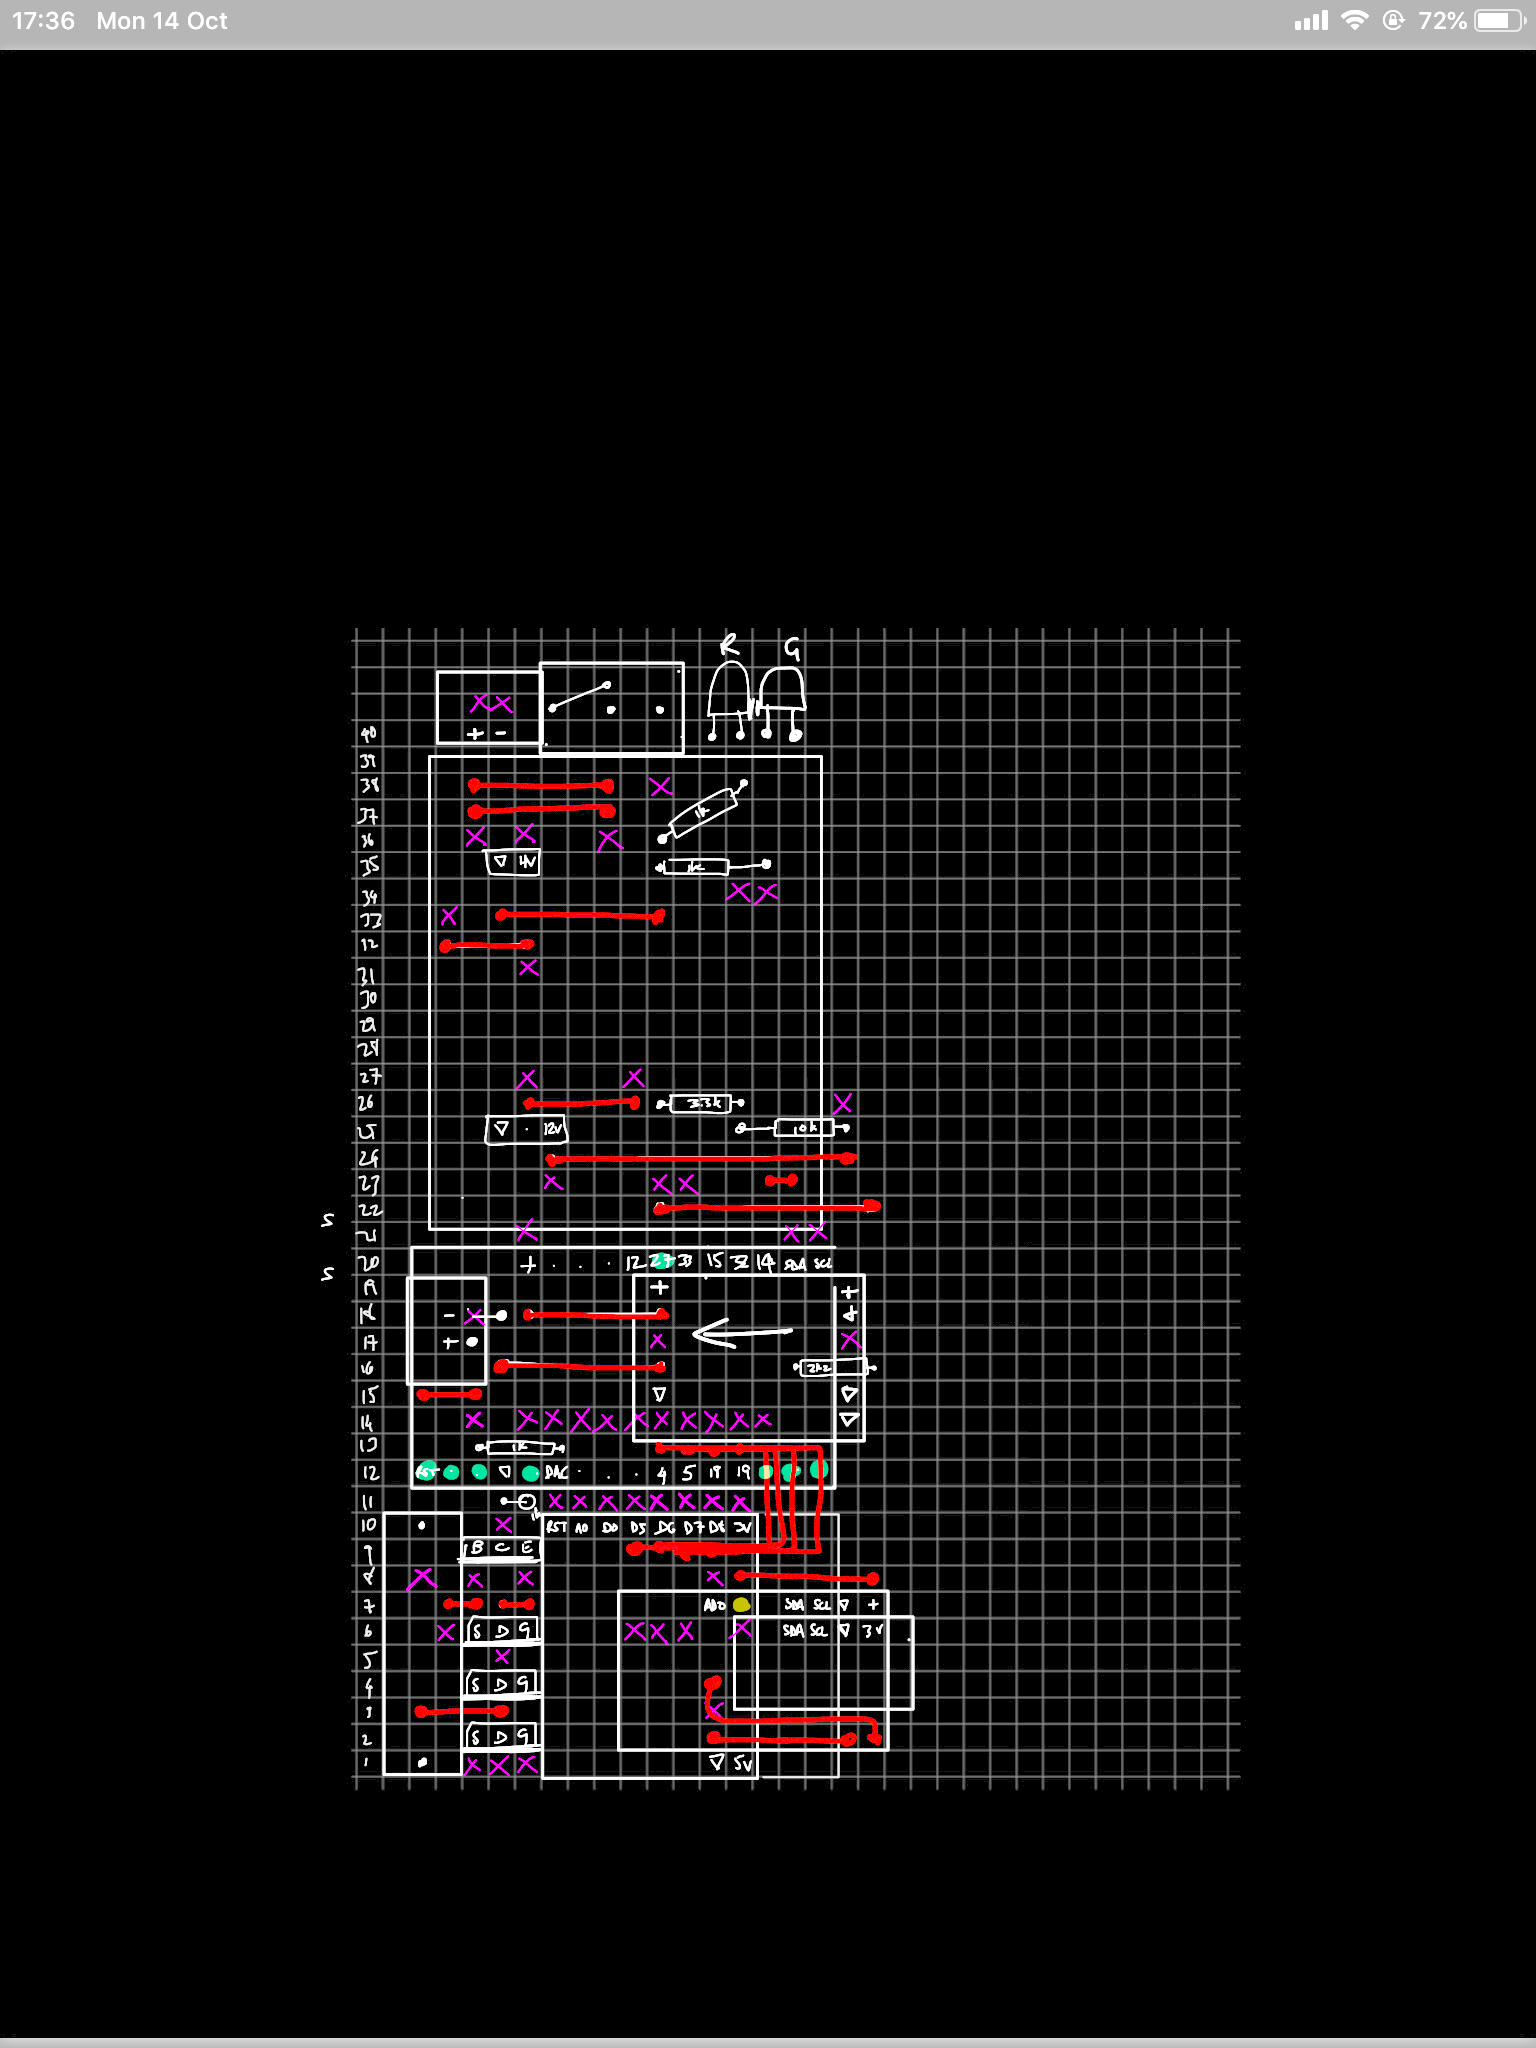 17:36 Mon 14 Oct 72%
R G
+ -
40
39
38
37
1k
36
4V
35 1k
34
33
12
31
30
29
28
27
26 3.3k
25 12V 10k
24
23
22
21
S
20 + 12 27 33 15 32 14 SDA SCL
S
19 + +
18 -
17 +
16 2k2
15
14
13 1k
12 RST DAC 4 5 18 19
11
1k
10 RST A0 D0 D5 D6 D7 D8 3V
9 B C E
8
7 ADO SDA SCL +
6 S D G SDA SCL 3V
5
4 S D G
3
2 S D G
1 5V